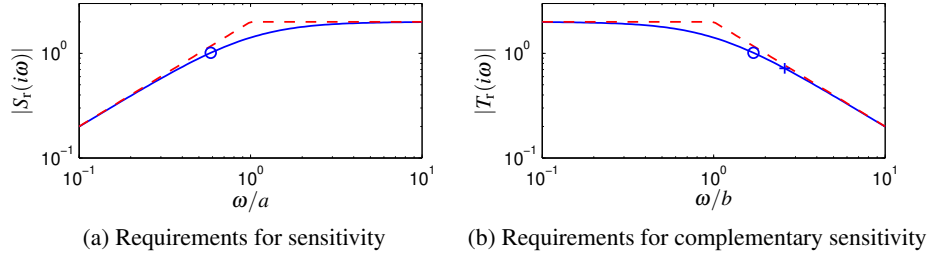 |S_r(iω)|
10^0
10^{-1}
10^{-1} 10^0 10^1
ω/a
(a) Requirements for sensitivity
|T_r(iω)|
10^0
10^{-1}
10^{-1} 10^0 10^1
ω/b
(b) Requirements for complementary sensitivity